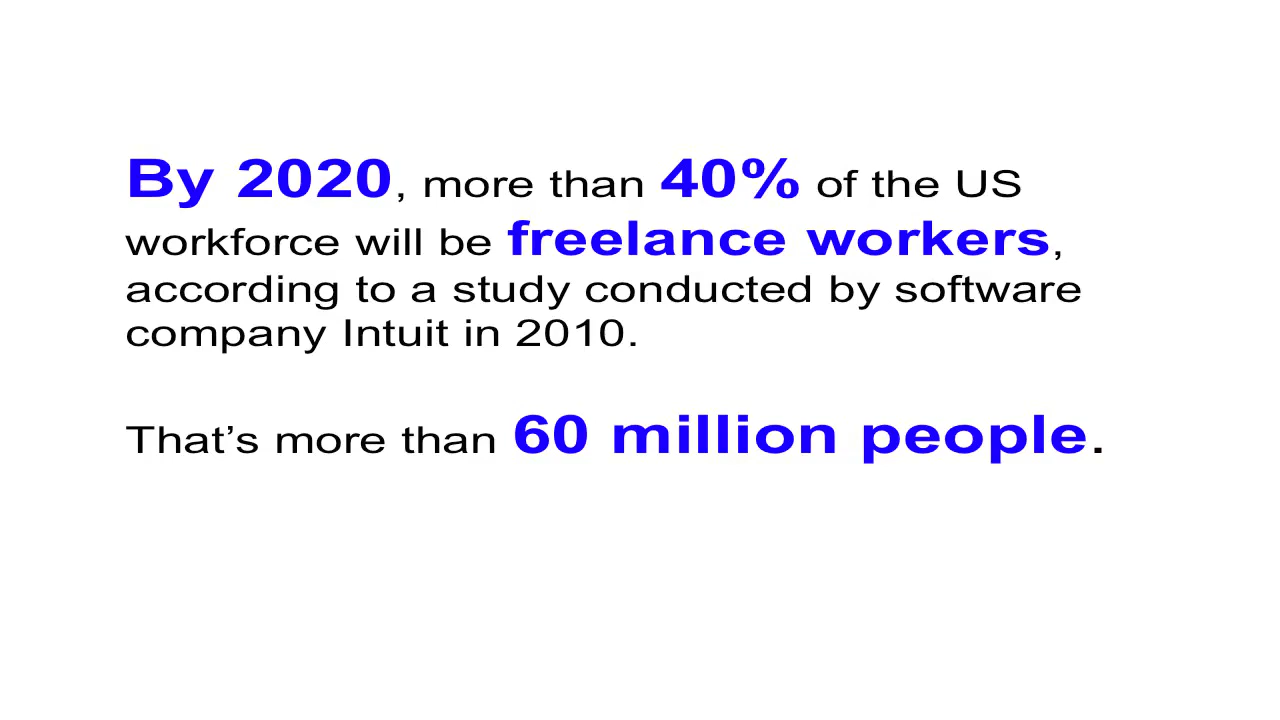 By 2020, more than 40% of the US
workforce will be freelance workers,
according to a study conducted by software
company Intuit in 2010.
That’s more than 60 million people.